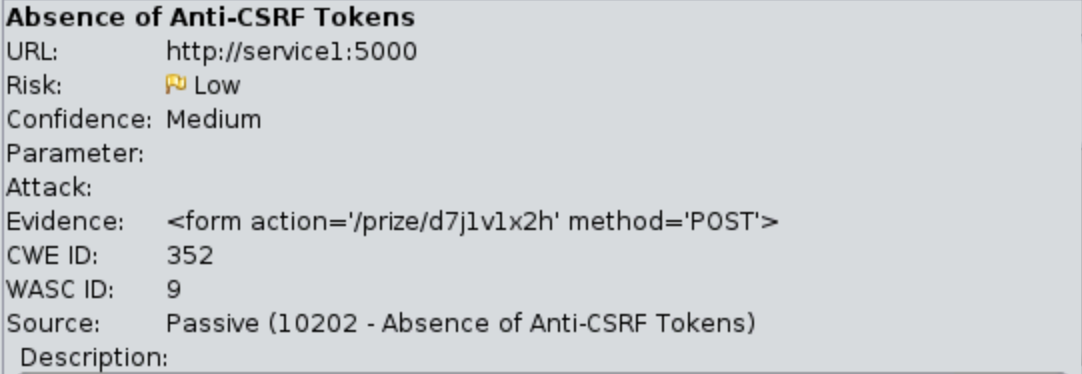 Absence of Anti-CSRF Tokens
URL: http://service1:5000
Risk: Low
Confidence: Medium
Parameter:
Attack:
Evidence: <form action='/prize/d7j1v1x2h' method='POST'>
CWE ID: 352
WASC ID: 9
Source: Passive (10202 - Absence of Anti-CSRF Tokens)
Description: